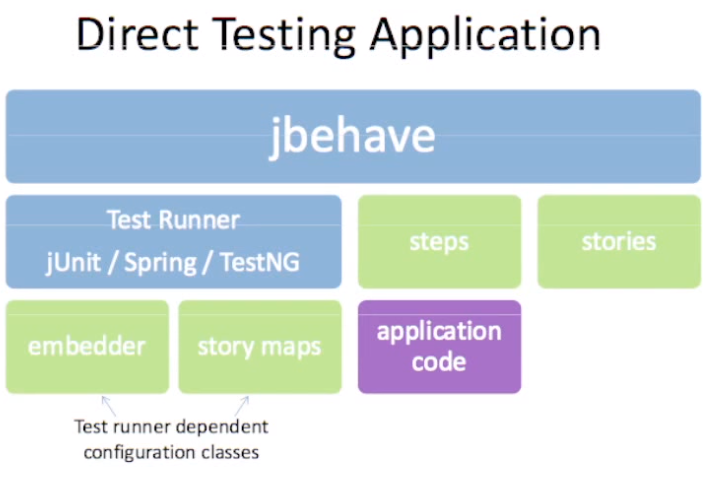 Direct Testing Application
jbehave
Test Runner
jUnit / Spring / TestNG
steps
stories
embedder
story maps
application
code
Test runner dependent
configuration classes